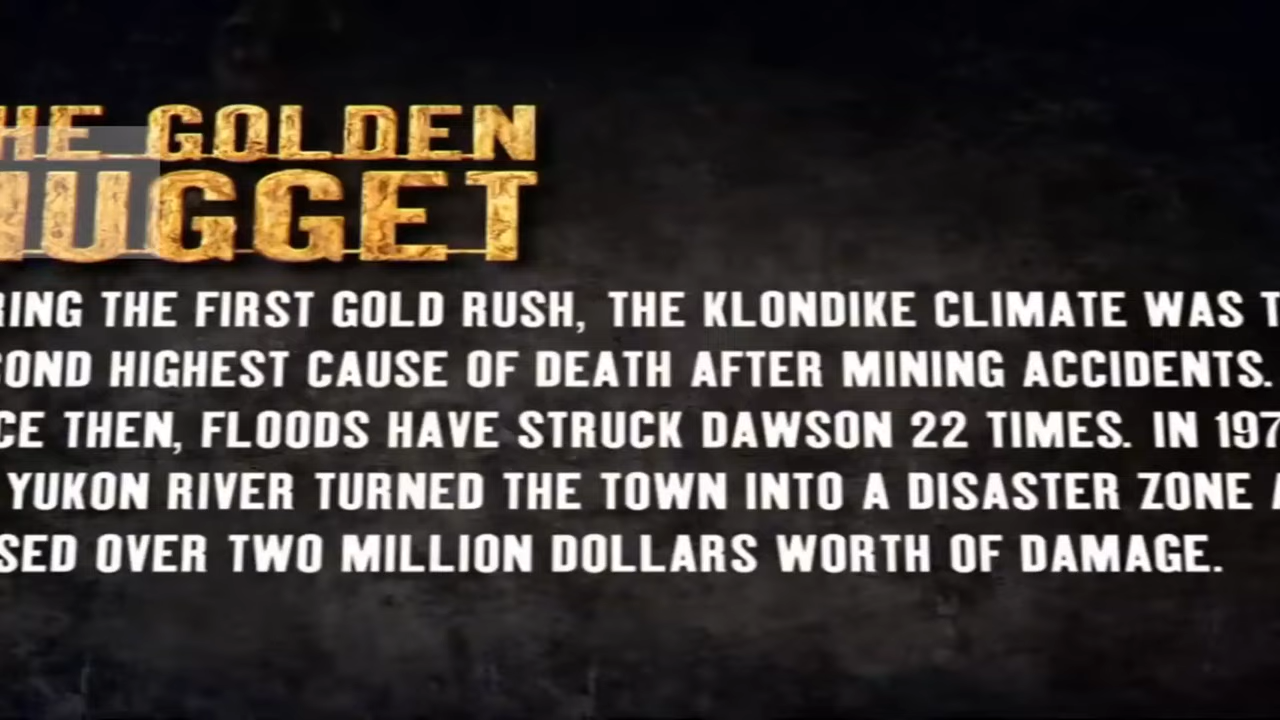 HE GOLDEN
NUGGET
RING THE FIRST GOLD RUSH, THE KLONDIKE CLIMATE WAS T
COND HIGHEST CAUSE OF DEATH AFTER MINING ACCIDENTS.
CE THEN, FLOODS HAVE STRUCK DAWSON 22 TIMES. IN 197
YUKON RIVER TURNED THE TOWN INTO A DISASTER ZONE A
SED OVER TWO MILLION DOLLARS WORTH OF DAMAGE.